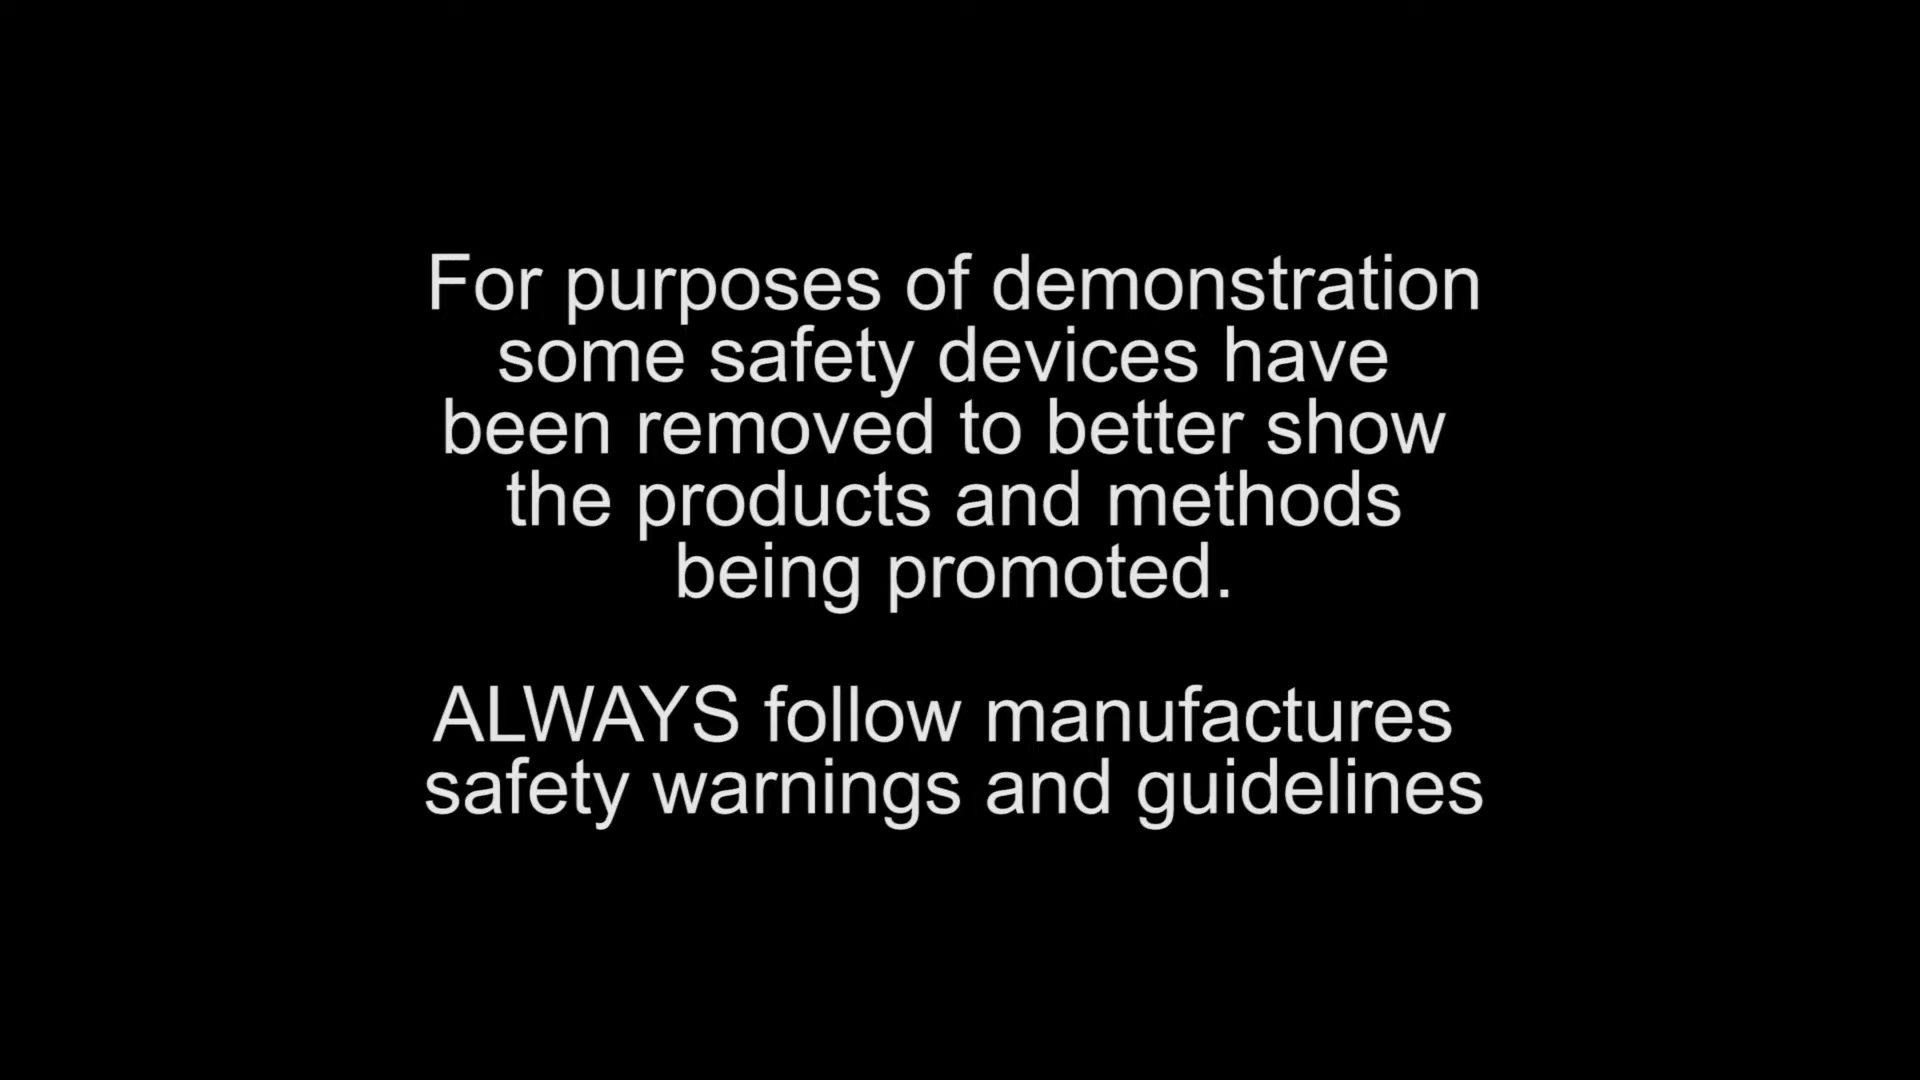 For purposes of demonstration
some safety devices have
been removed to better show
the products and methods
being promoted.
ALWAYS follow manufactures
safety warnings and guidelines